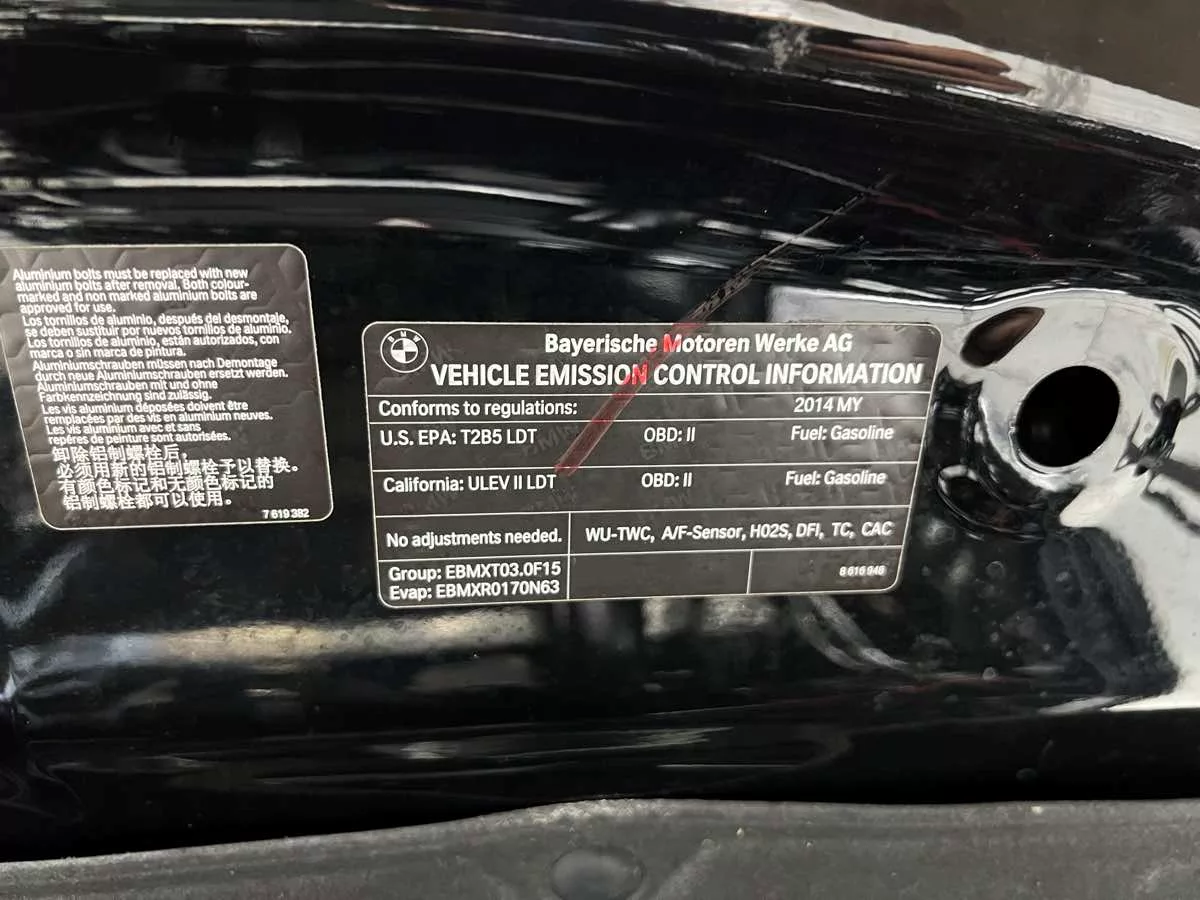 Aluminium bolts must be replaced with new
aluminium bolts after removal. Both colour-
marked and non marked aluminium bolts are
approved for use.
Los tornillos de aluminio, después del desmontaje,
se deben sustituir por nuevos tornillos de aluminio.
Los tornillos de aluminio, están autorizados, con
marca o sin marca de pintura.
Aluminiumschrauben müssen nach Demontage
durch neue Aluminiumschrauben ersetzt werden.
Aluminiumschrauben mit und ohne
Farbkennzeichnung sind zulässig.
Les vis aluminium déposées doivent être
remplacées par des vis en aluminium neuves.
Les vis aluminium avec et sans
repères de peinture sont autorisées.
卸除铝制螺栓后，
必须用新的铝制螺栓予以替换。
有颜色标记和无颜色标记的
铝制螺栓都可以使用。
7 619 382
BMW
Bayerische Motoren Werke AG
VEHICLE EMISSION CONTROL INFORMATION
Conforms to regulations: 2014 MY
U.S. EPA: T2B5 LDT OBD: II Fuel: Gasoline
California: ULEV II LDT OBD: II Fuel: Gasoline
No adjustments needed. WU-TWC, A/F-Sensor, HO2S, DFI, TC, CAC
Group: EBMXT03.0F15
Evap: EBMXR0170N63
8 616 948